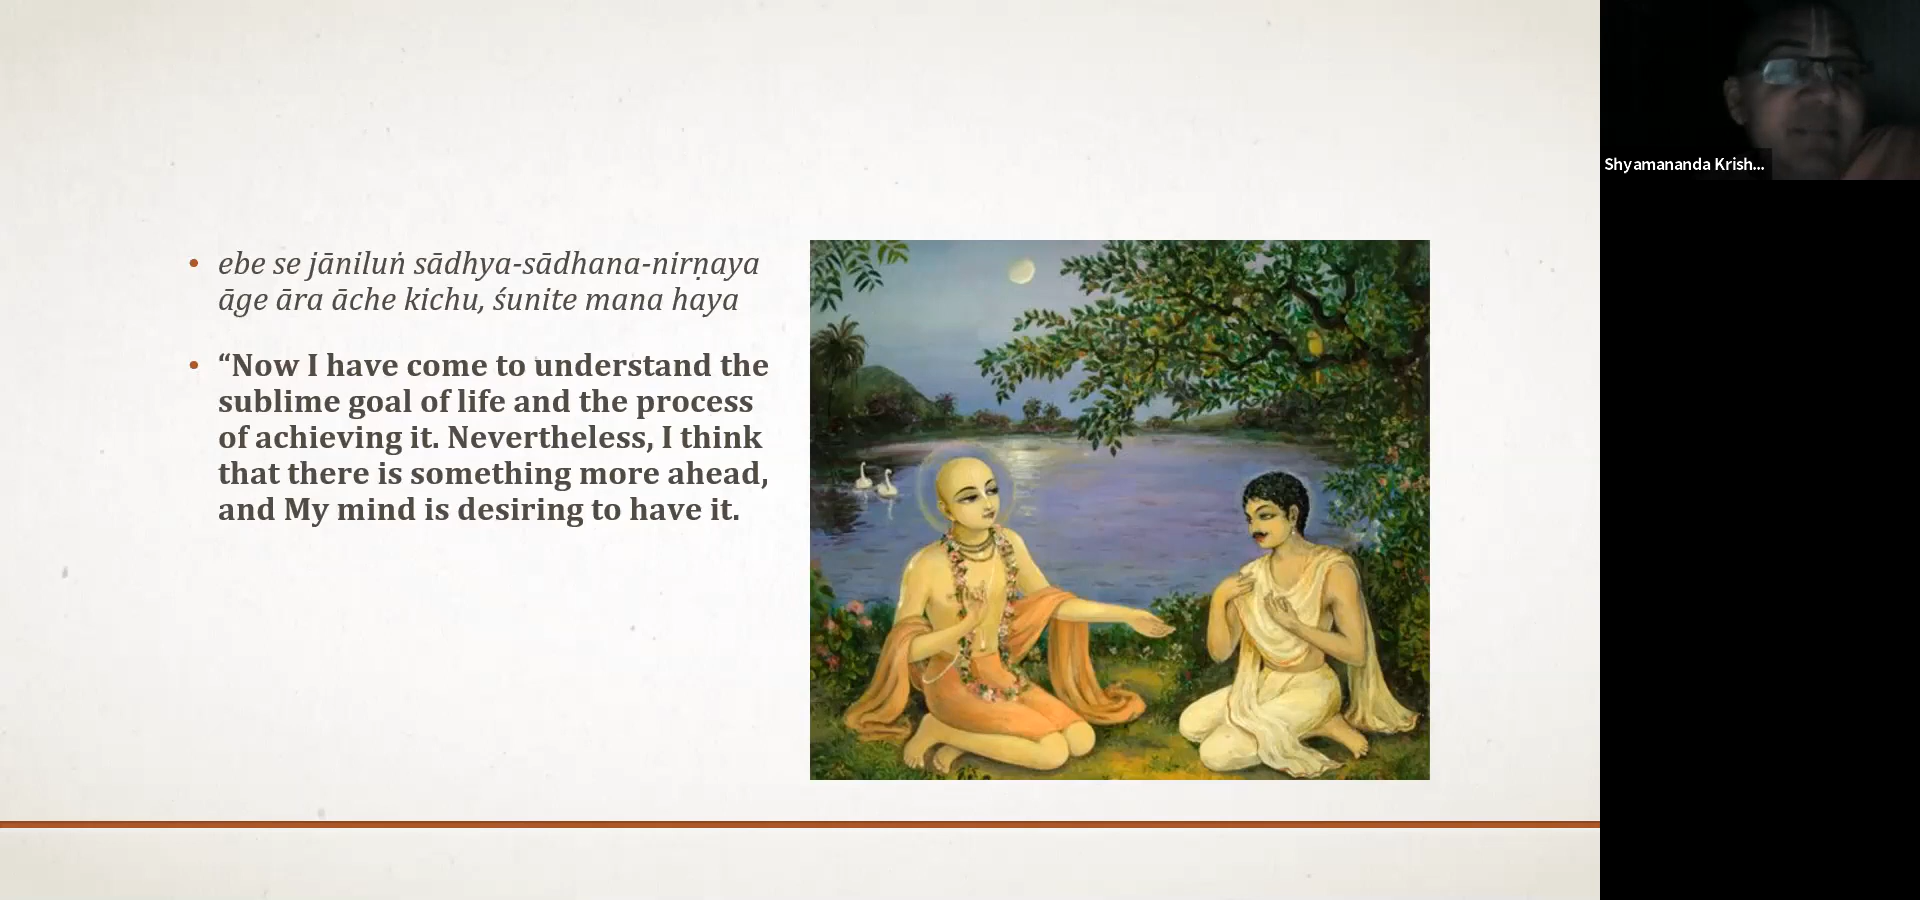 ebe se jāniluṅ sādhya-sādhana-nirṇaya
āge āra āche kichu, śunite mana haya
“Now I have come to understand the
sublime goal of life and the process
of achieving it. Nevertheless, I think
that there is something more ahead,
and My mind is desiring to have it.
Shyamananda Krish...